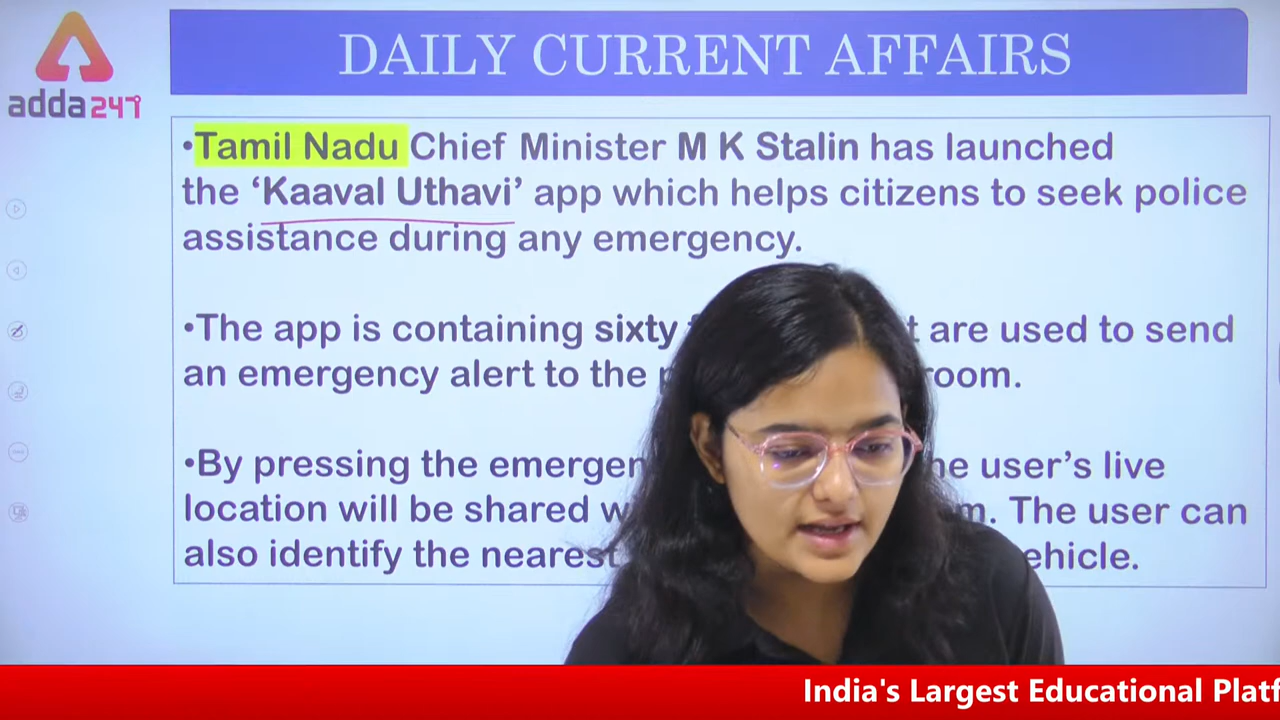 DAILY CURRENT AFFAIRS
adda247
•Tamil Nadu Chief Minister M K Stalin has launched
the ‘Kaaval Uthavi’ app which helps citizens to seek police
assistance during any emergency.
•The app is containing sixty are used to send
an emergency alert to the room.
•By pressing the user’s live
location will be shared The user can
also identify the nearest
India's Largest Educational